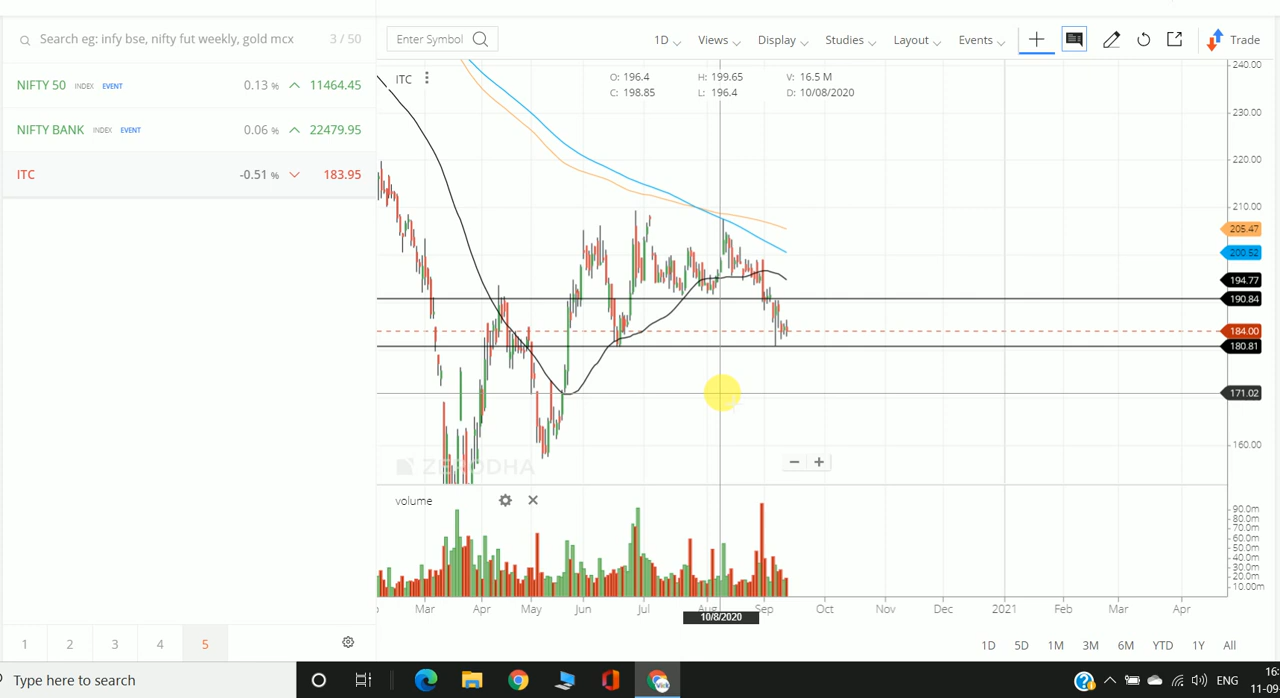 Search eg: infy bse, nifty fut weekly, gold mcx 3 / 50
NIFTY 50 INDEX EVENT 0.13 % 11464.45
NIFTY BANK INDEX EVENT 0.06 % 22479.95
ITC -0.51 % 183.95
1 2 3 4 5
Enter Symbol 1D Views Display Studies Layout Events Trade
ITC O: 196.4 H: 199.65 V: 16.5 M
C: 198.85 L: 196.4 D: 10/08/2020
240.00
230.00
220.00
210.00
205.47
200.52
194.77
190.84
184.00
180.81
171.02
160.00
ZERODHA
volume
90.0m
80.0m
70.0m
60.0m
50.0m
40.0m
30.0m
20.0m
10.00m
Mar Apr May Jun Jul Aug Sep Oct Nov Dec 2021 Feb Mar Apr
10/8/2020
1D 5D 1M 3M 6M YTD 1Y All
Type here to search ENG